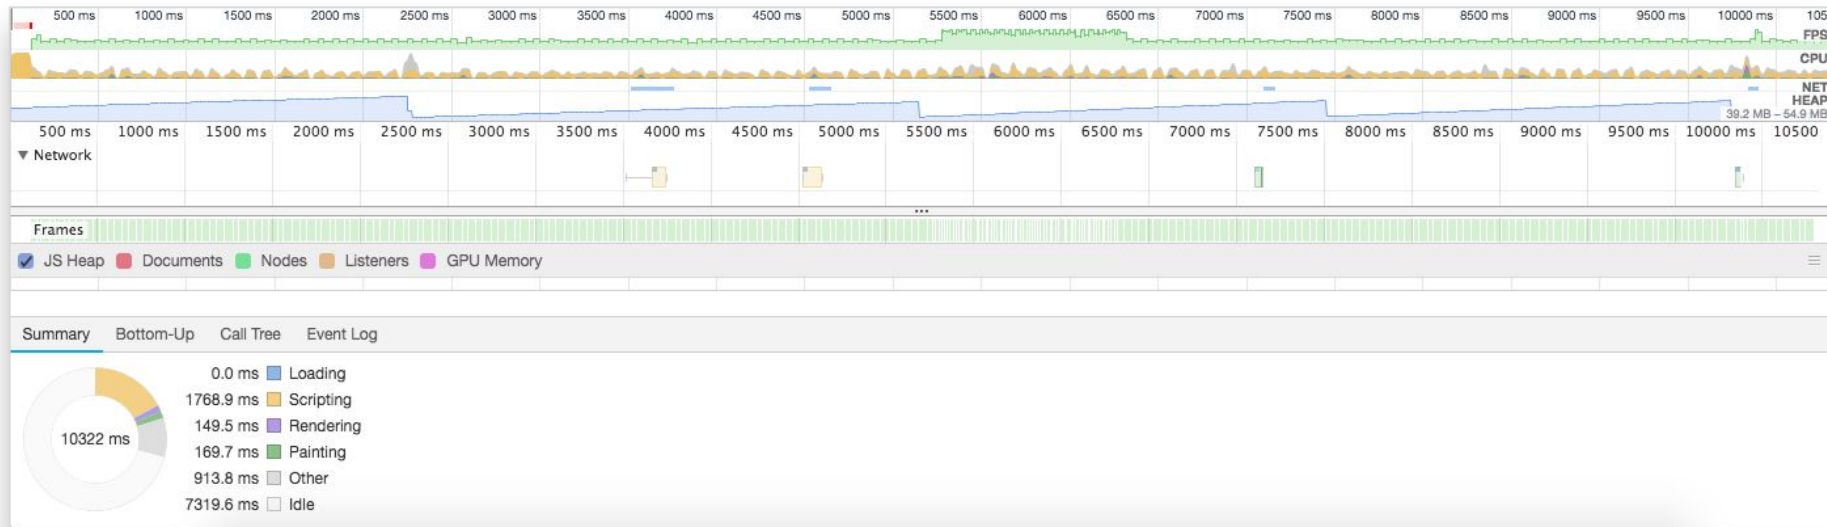 500 ms 1000 ms 1500 ms 2000 ms 2500 ms 3000 ms 3500 ms 4000 ms 4500 ms 5000 ms 5500 ms 6000 ms 6500 ms 7000 ms 7500 ms 8000 ms 8500 ms 9000 ms 9500 ms 10000 ms 105
FPS
CPU
NET
HEAP
39.2 MB – 54.9 MB
500 ms 1000 ms 1500 ms 2000 ms 2500 ms 3000 ms 3500 ms 4000 ms 4500 ms 5000 ms 5500 ms 6000 ms 6500 ms 7000 ms 7500 ms 8000 ms 8500 ms 9000 ms 9500 ms 10000 ms 10500
▼ Network
...
Frames
JS Heap Documents Nodes Listeners GPU Memory
Summary Bottom-Up Call Tree Event Log
10322 ms
0.0 ms Loading
1768.9 ms Scripting
149.5 ms Rendering
169.7 ms Painting
913.8 ms Other
7319.6 ms Idle